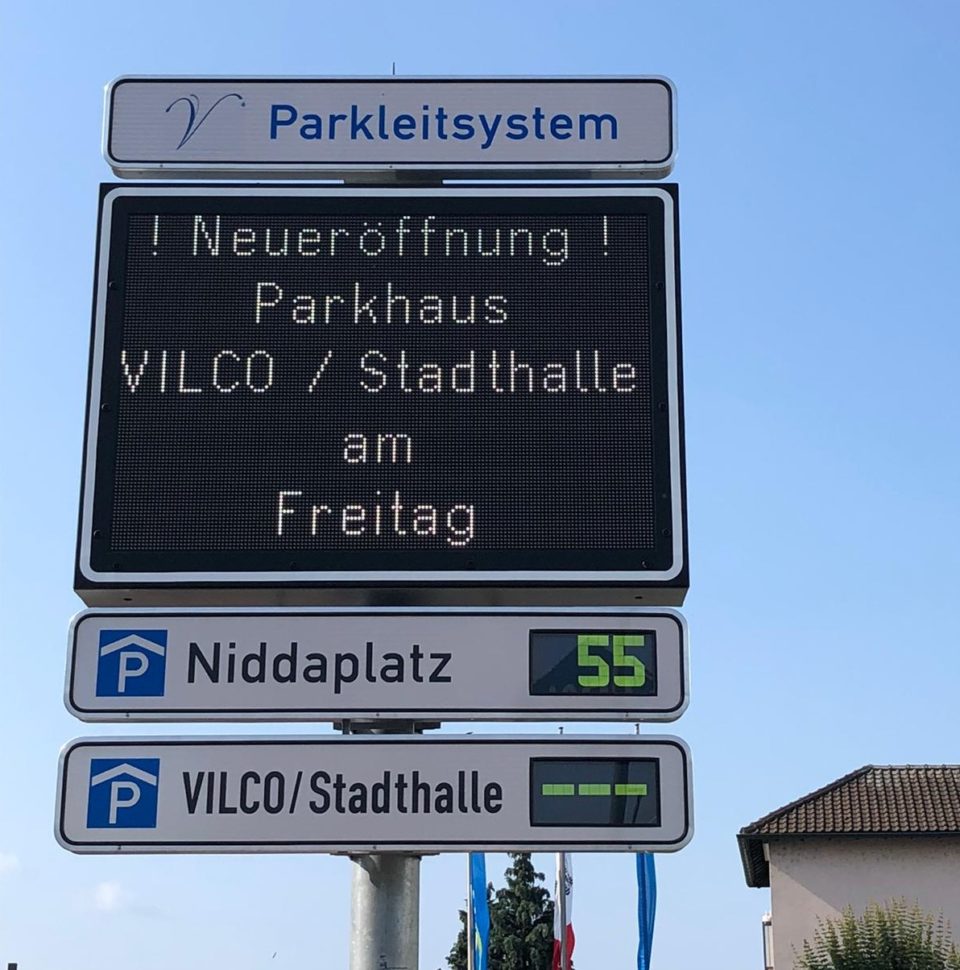 Parkleitsystem
! Neueröffnung !
Parkhaus
VILCO / Stadthalle
am
Freitag
P Niddaplatz 55
P VILCO/Stadthalle ---